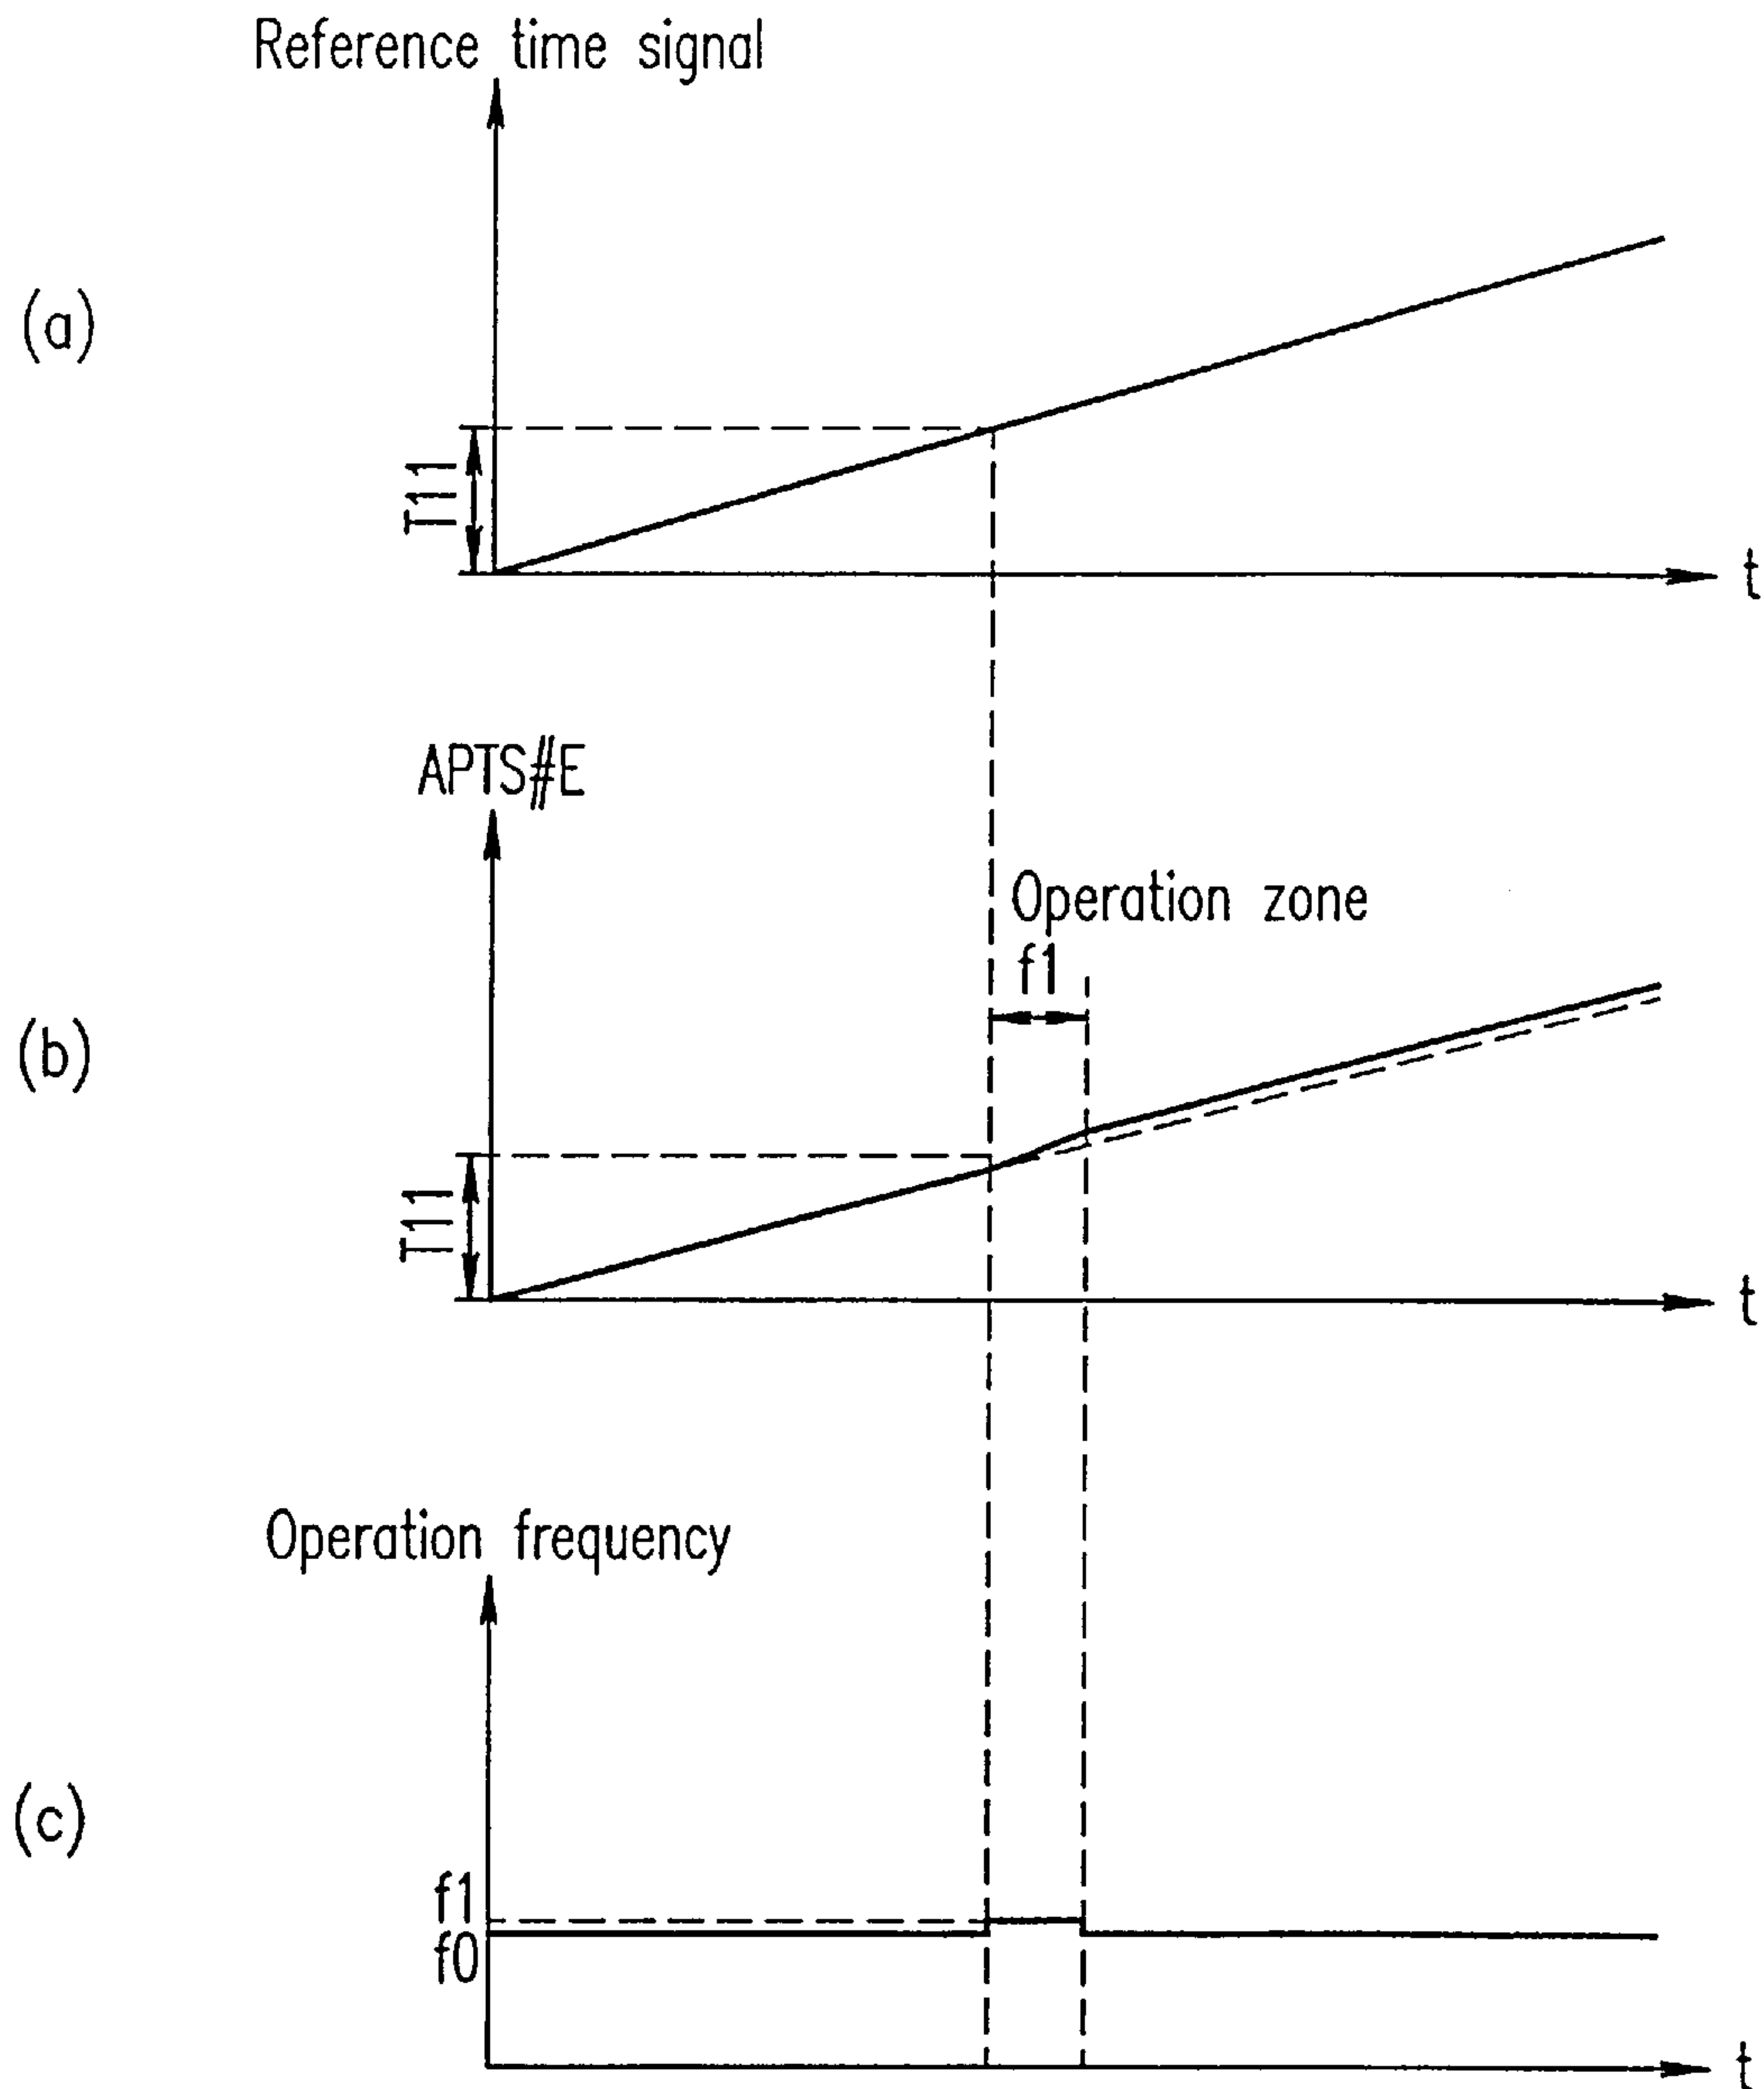 Reference time signal
(a)
T11
t
APTS#E
Operation zone
f1
(b)
T11
t
Operation frequency
(c)
f1
f0
t